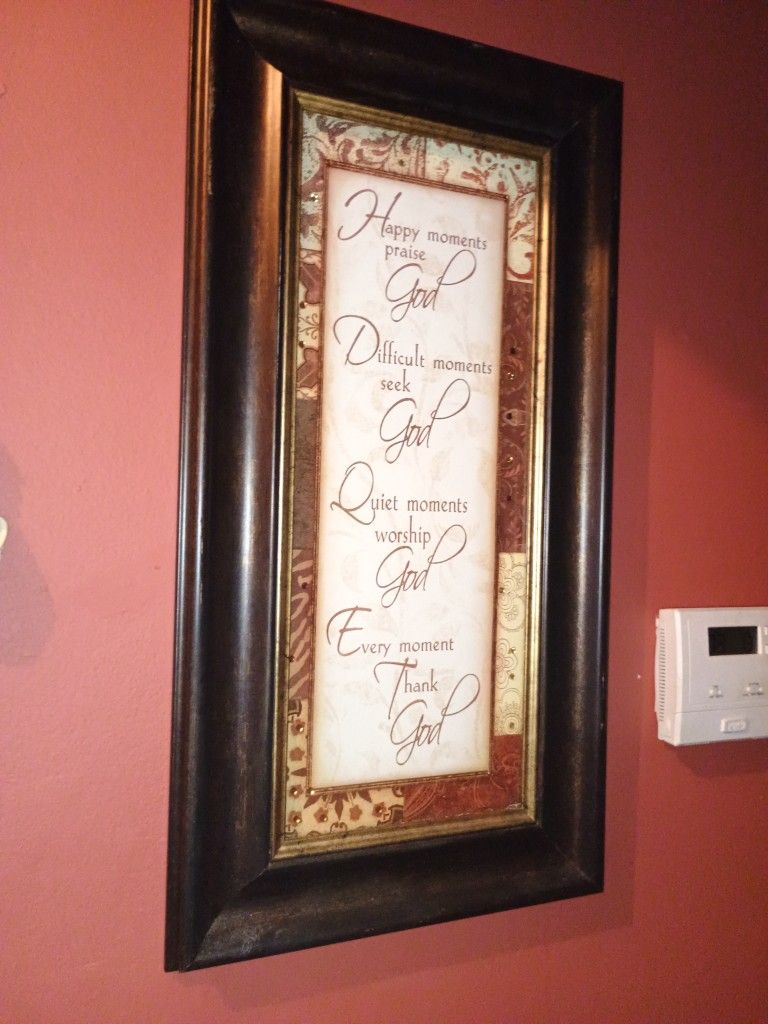 Happy moments
praise
God
Difficult moments
seek
God
Quiet moments
worship
God
Every moment
Thank
God